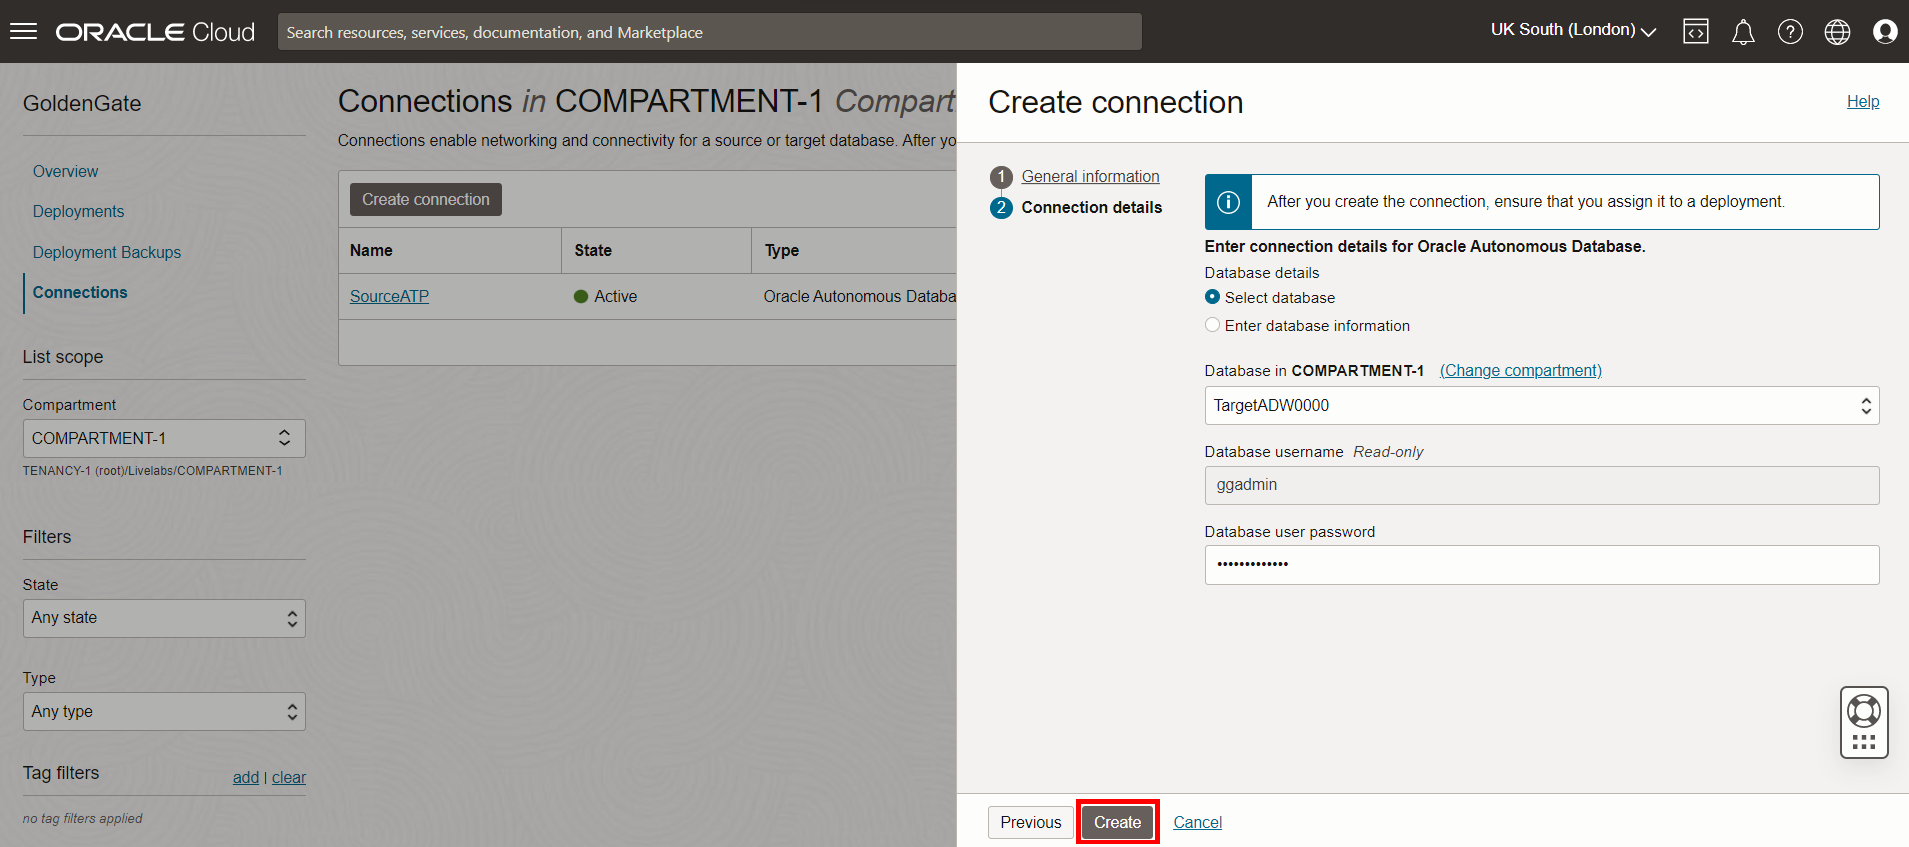 ORACLE Cloud
Search resources, services, documentation, and Marketplace
UK South (London)
GoldenGate
Overview
Deployments
Deployment Backups
Connections
List scope
Compartment
COMPARTMENT-1
TENANCY-1 (root)/Livelabs/COMPARTMENT-1
Filters
State
Any state
Type
Any type
Tag filters
add | clear
no tag filters applied
Connections in COMPARTMENT-1 Compart
Connections enable networking and connectivity for a source or target database. After yo
Create connection
Name State Type
SourceATP Active Oracle Autonomous Databa
Create connection
Help
1 General information
2 Connection details
After you create the connection, ensure that you assign it to a deployment.
Enter connection details for Oracle Autonomous Database.
Database details
Select database
Enter database information
Database in COMPARTMENT-1 (Change compartment)
TargetADW0000
Database username Read-only
ggadmin
Database user password
•••••••••••••
Previous Create Cancel